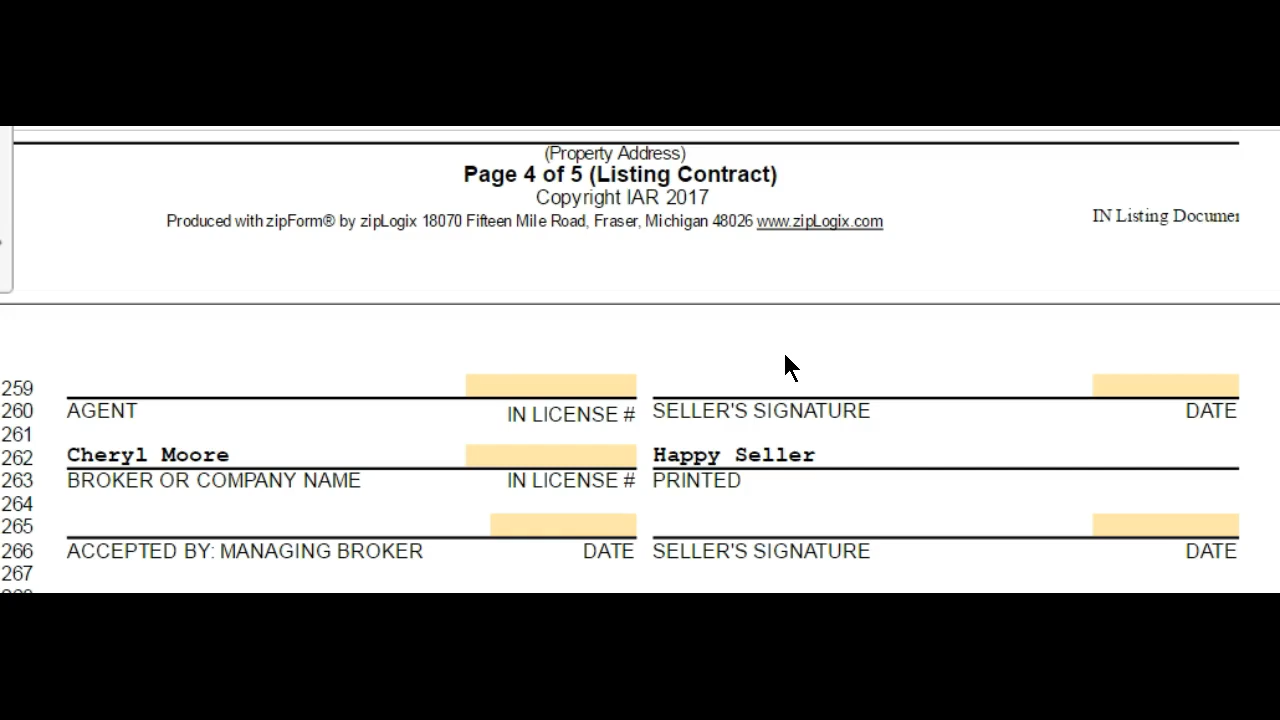 (Property Address)
Page 4 of 5 (Listing Contract)
Copyright IAR 2017
Produced with zipForm® by zipLogix 18070 Fifteen Mile Road, Fraser, Michigan 48026 www.zipLogix.com
IN Listing Documen
259
260 AGENT IN LICENSE # SELLER'S SIGNATURE DATE
261
262 Cheryl Moore Happy Seller
263 BROKER OR COMPANY NAME IN LICENSE # PRINTED
264
265
266 ACCEPTED BY: MANAGING BROKER DATE SELLER'S SIGNATURE DATE
267